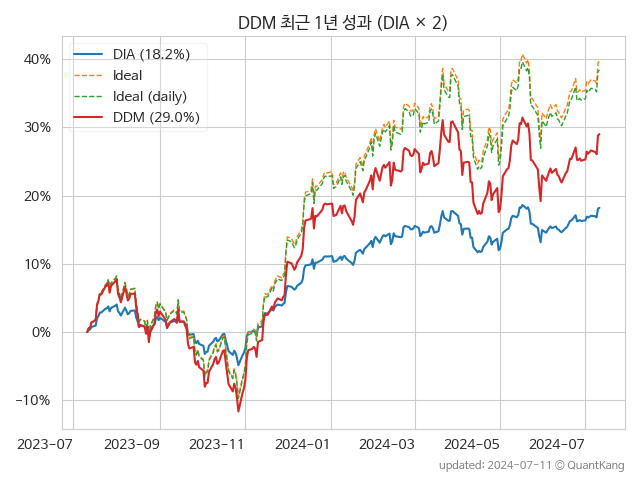 DDM 최근 1년 성과 (DIA × 2)
DIA (18.2%)
Ideal
Ideal (daily)
DDM (29.0%)
40%
30%
20%
10%
0%
−10%
2023-07
2023-09
2023-11
2024-01
2024-03
2024-05
2024-07
updated: 2024-07-11 © QuantKang